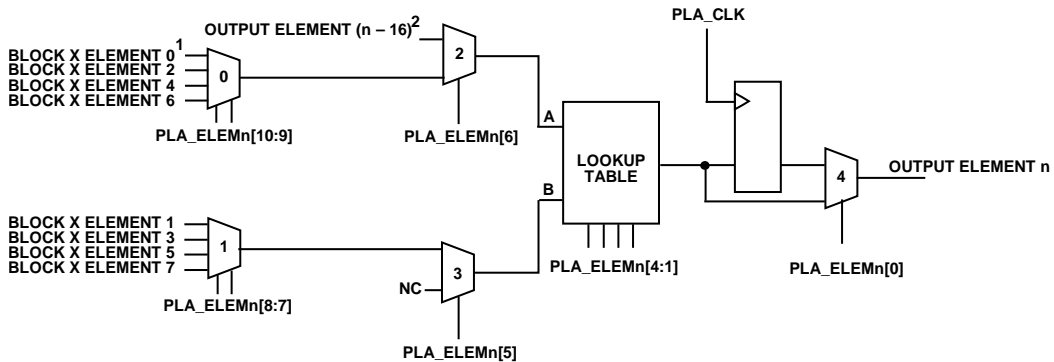 PLA_CLK
OUTPUT ELEMENT (n – 16)2
BLOCK X ELEMENT 01
BLOCK X ELEMENT 2
BLOCK X ELEMENT 4
BLOCK X ELEMENT 6
0
2
PLA_ELEMn[10:9]
PLA_ELEMn[6]
A
LOOKUP
TABLE
B
4
OUTPUT ELEMENT n
BLOCK X ELEMENT 1
BLOCK X ELEMENT 3
BLOCK X ELEMENT 5
BLOCK X ELEMENT 7
1
3
NC
PLA_ELEMn[4:1]
PLA_ELEMn[0]
PLA_ELEMn[8:7]
PLA_ELEMn[5]